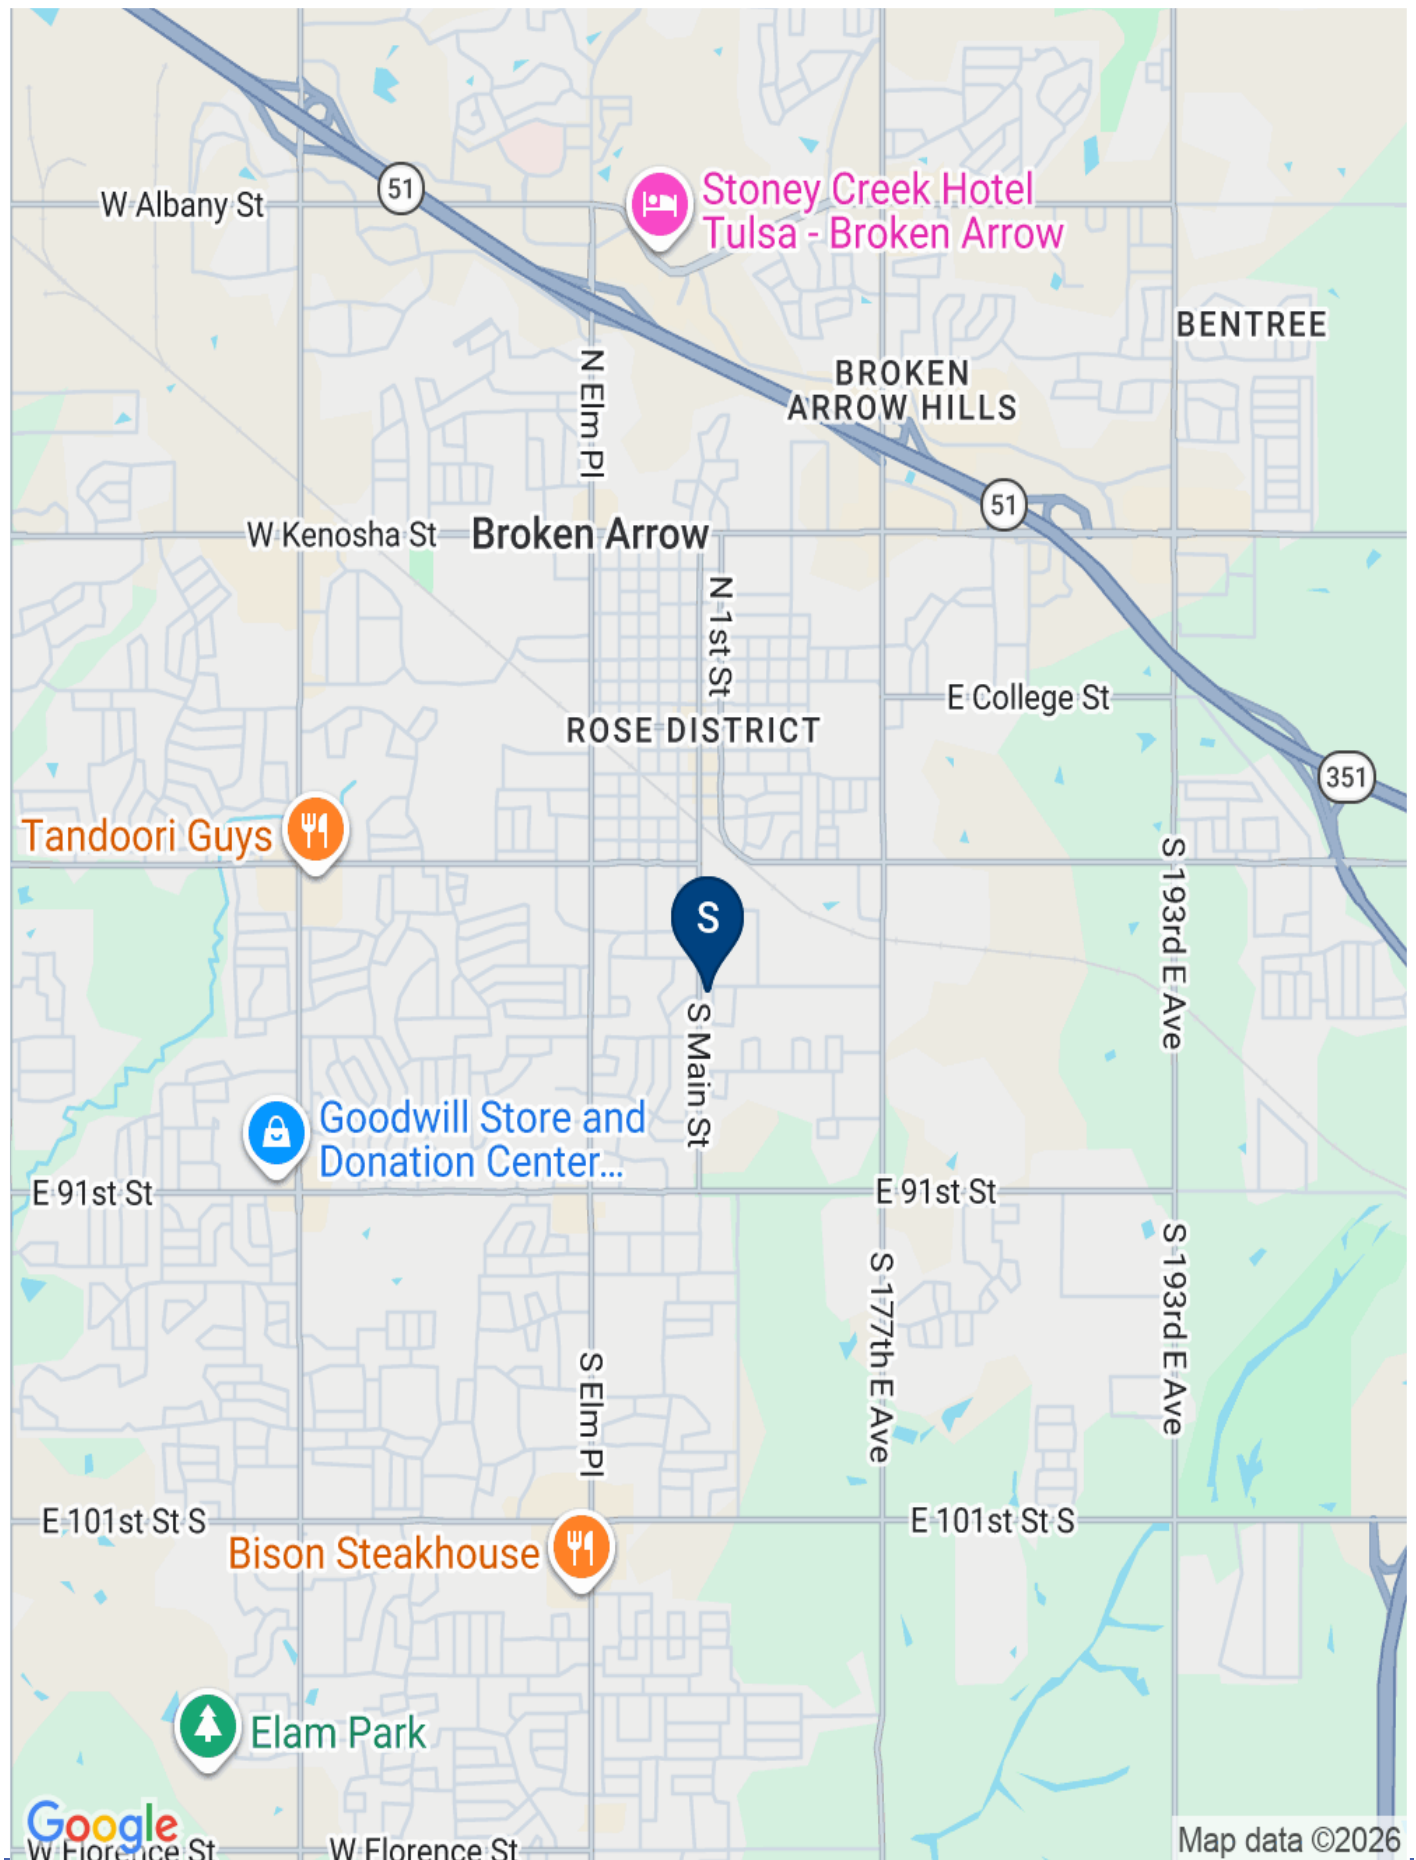 51
W Albany St
Stoney Creek Hotel
Tulsa - Broken Arrow
BENTREE
N Elm Pl
BROKEN
ARROW HILLS
51
W Kenosha St
Broken Arrow
N 1st St
E College St
ROSE DISTRICT
351
Tandoori Guys
S
S 193rd E Ave
S Main St
Goodwill Store and
Donation Center...
E 91st St
E 91st St
S 177th E Ave
S 193rd E Ave
S Elm Pl
E 101st St S
E 101st St S
Bison Steakhouse
Elam Park
Google
W Florence St
W Florence St
Map data ©2026